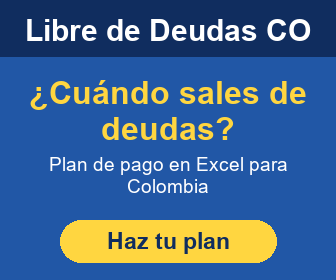 Libre de Deudas CO
¿Cuándo sales de
deudas?
Plan de pago en Excel para
Colombia
Haz tu plan